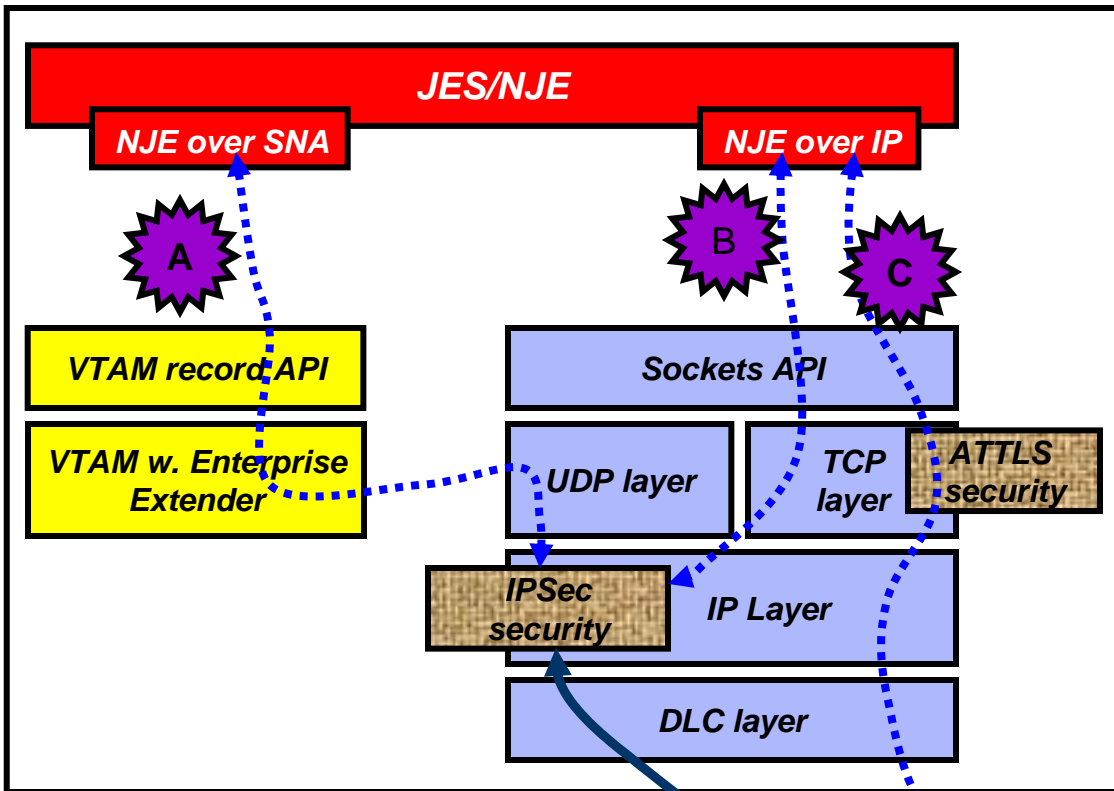 JES/NJE
NJE over SNA
NJE over IP
A
B
C
VTAM record API
Sockets API
VTAM w. Enterprise
Extender
UDP layer
TCP
layer
ATTLS
security
IPSec
security
IP Layer
DLC layer